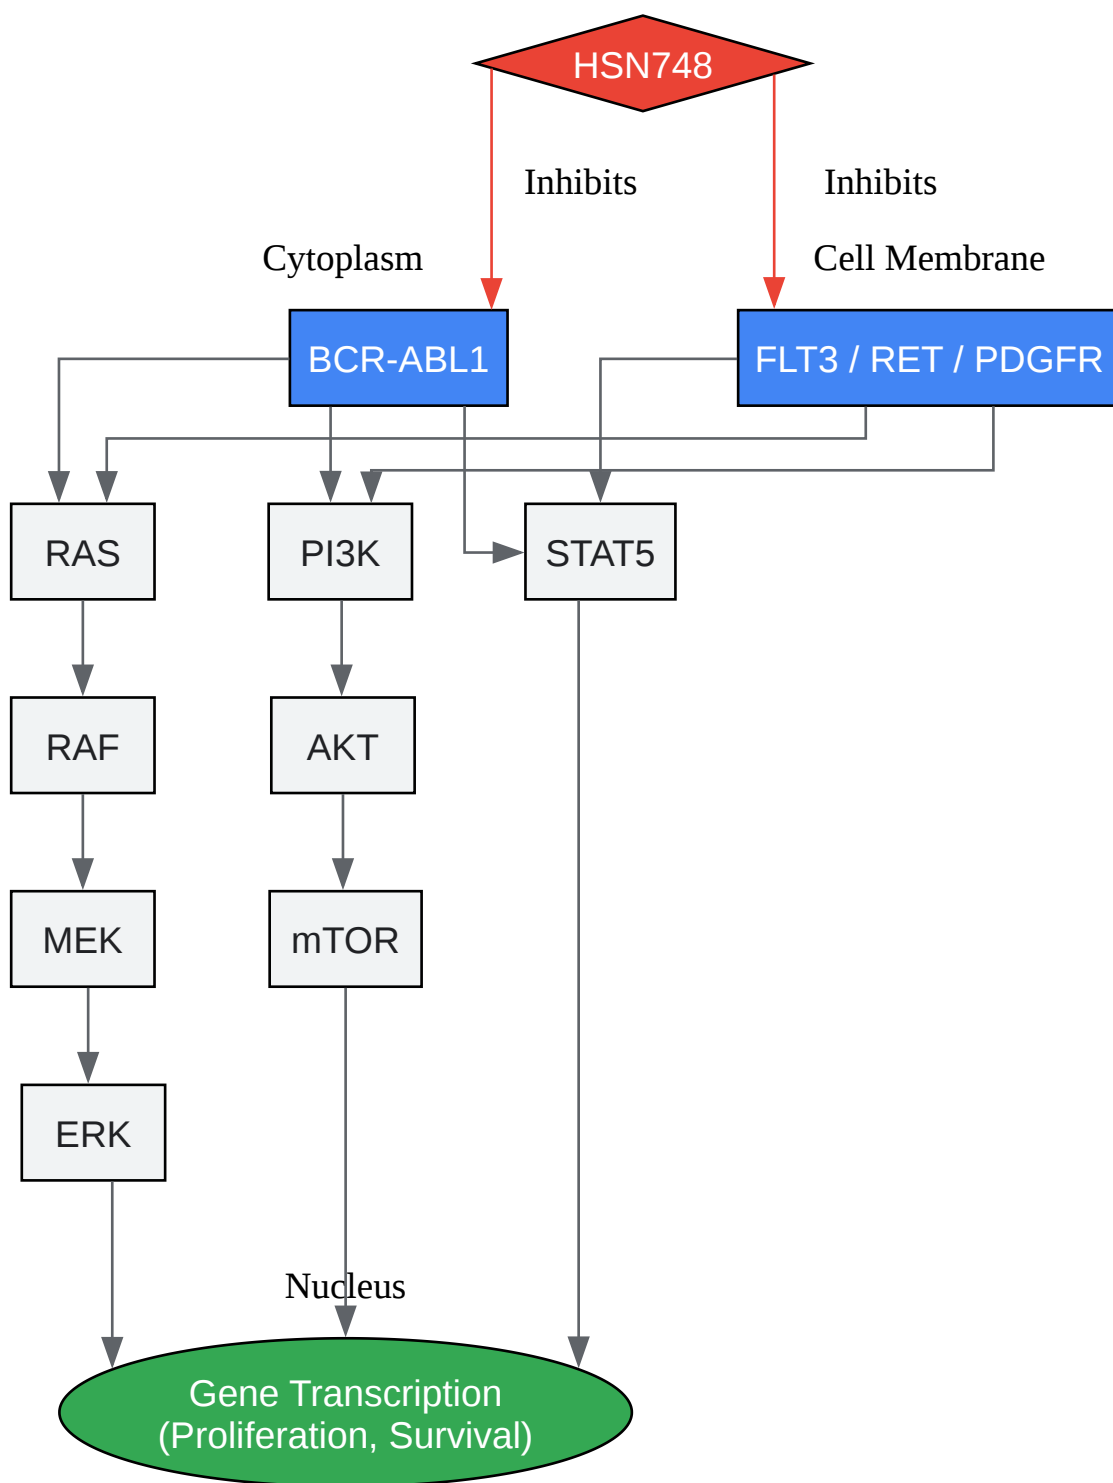 HSN748
Inhibits
Inhibits
Cytoplasm
Cell Membrane
BCR-ABL1
FLT3 / RET / PDGFR
RAS
PI3K
STAT5
RAF
AKT
MEK
mTOR
ERK
Nucleus
Gene Transcription
(Proliferation, Survival)